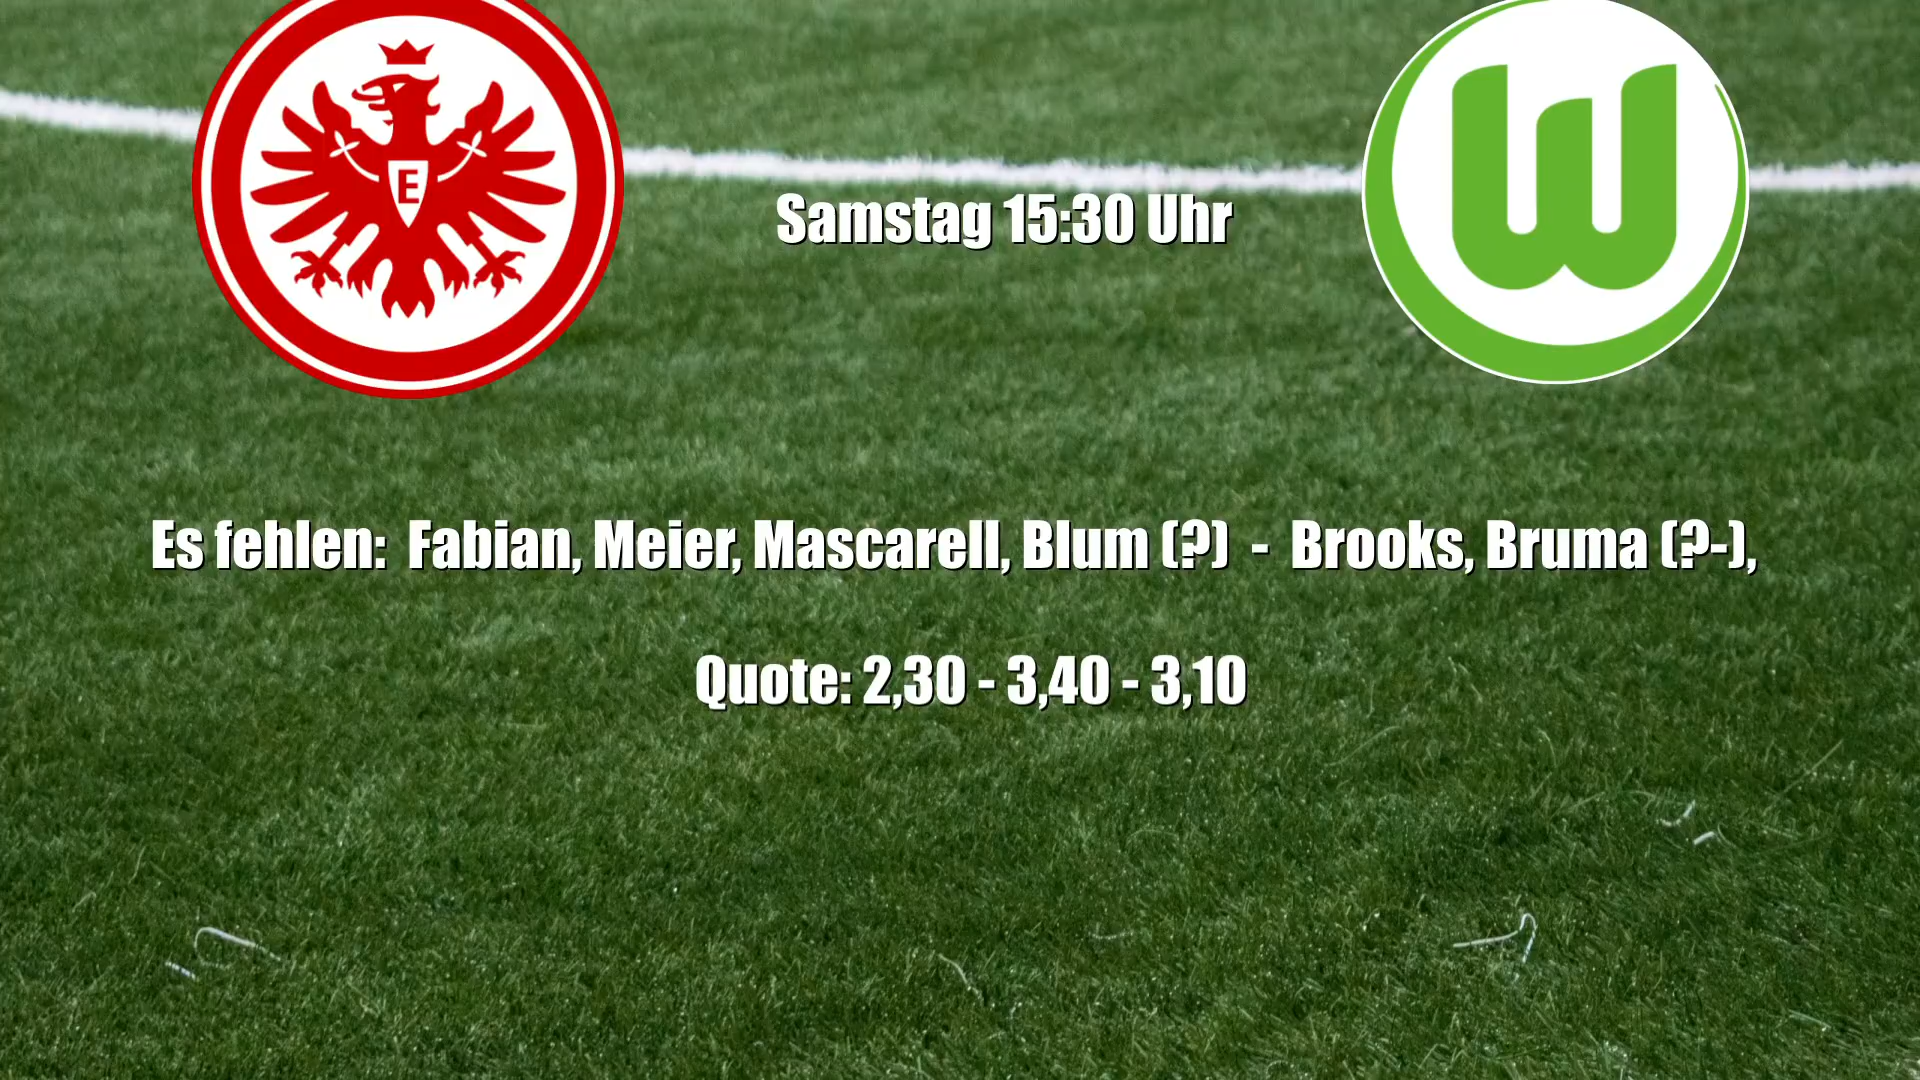 E
W
Samstag 15:30 Uhr
Es fehlen: Fabian, Meier, Mascarell, Blum (?) - Brooks, Bruma (?-),
Quote: 2,30 - 3,40 - 3,10